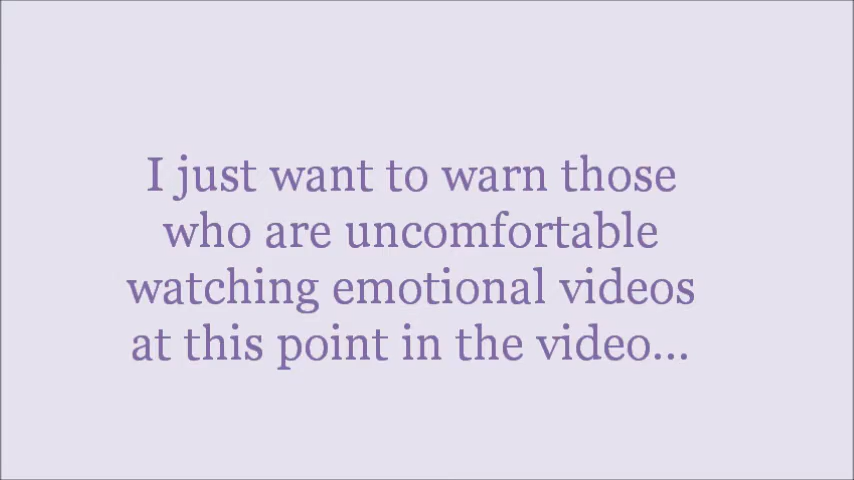 I just want to warn those
who are uncomfortable
watching emotional videos
at this point in the video...